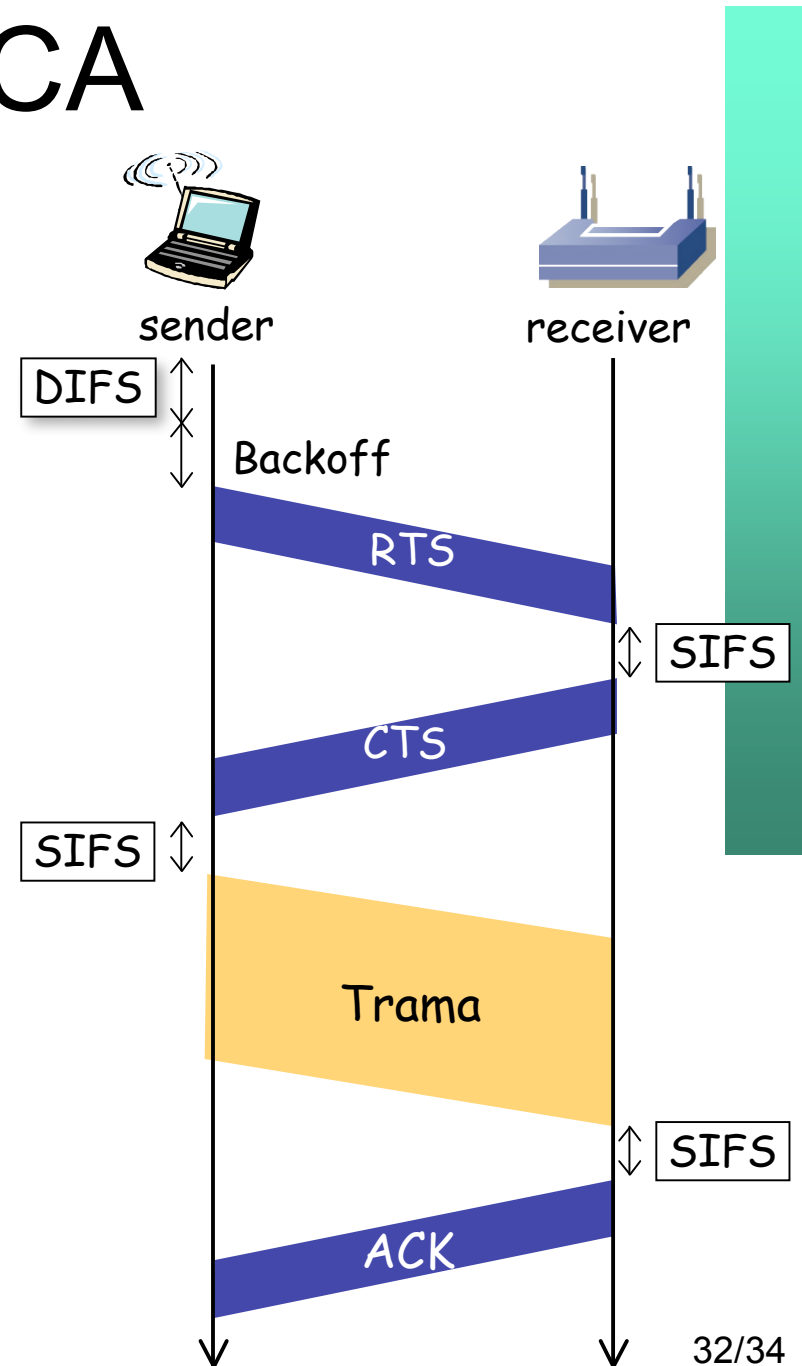 CA
sender receiver
DIFS
Backoff
RTS
SIFS
CTS
SIFS
Trama
SIFS
ACK
32/34